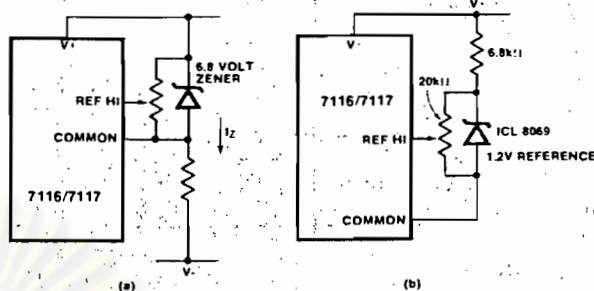 V+
6.8 VOLT
ZENER
REF HI
COMMON
IZ
7116/7117
V-
(a)
V+
V+
6.8kΩ
20kΩ
7116/7117
REF HI
ICL 8069
1.2V REFERENCE
COMMON
(b)